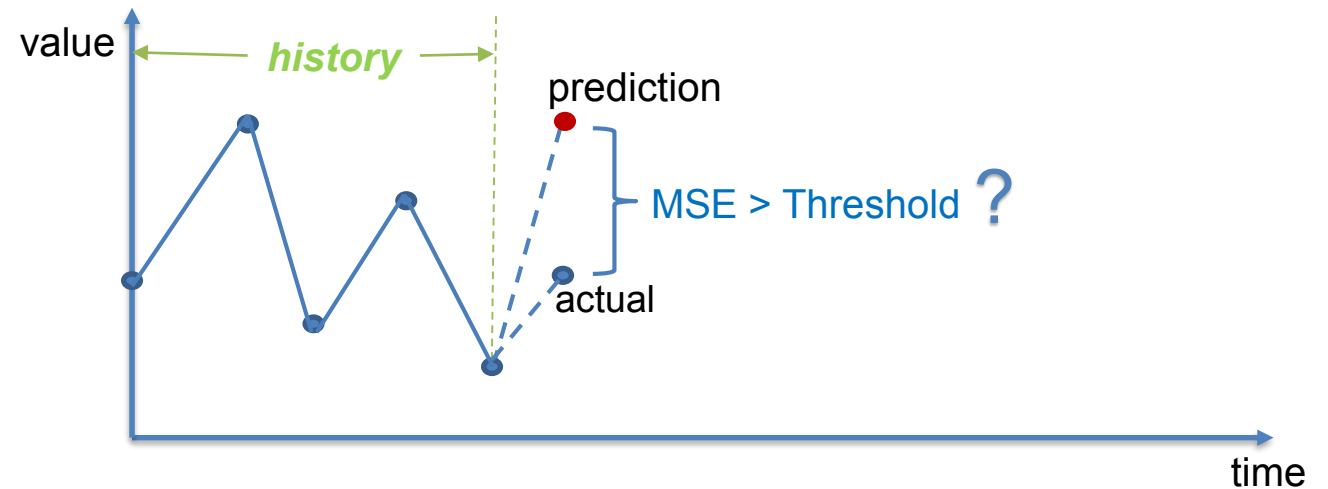 value
history
prediction
MSE > Threshold ?
actual
time